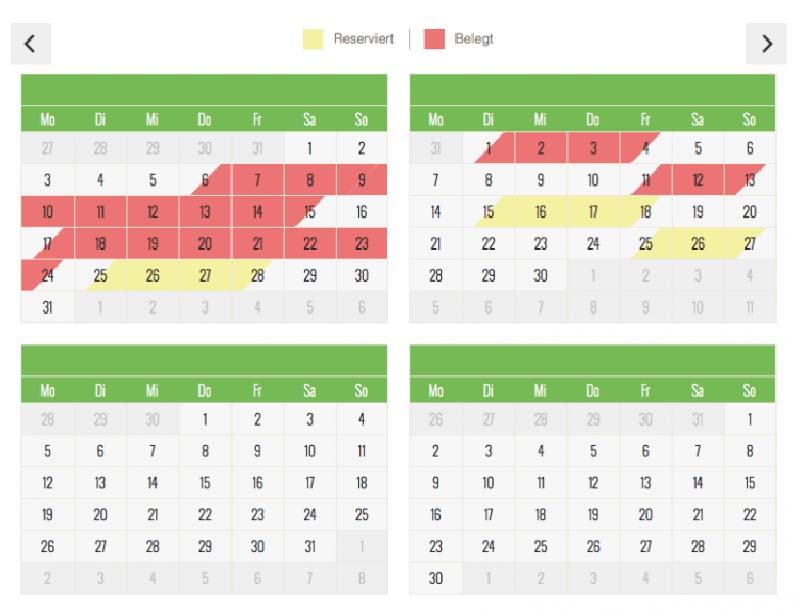 Reserviert | Belegt
Mo Di Mi Do Fr Sa So
27 28 29 30 31 1 2
3 4 5 6 7 8 9
10 11 12 13 14 15 16
17 18 19 20 21 22 23
24 25 26 27 28 29 30
31 1 2 3 4 5 6
Mo Di Mi Do Fr Sa So
31 1 2 3 4 5 6
7 8 9 10 11 12 13
14 15 16 17 18 19 20
21 22 23 24 25 26 27
28 29 30 1 2 3 4
5 6 7 8 9 10 11
Mo Di Mi Do Fr Sa So
28 29 30 1 2 3 4
5 6 7 8 9 10 11
12 13 14 15 16 17 18
19 20 21 22 23 24 25
26 27 28 29 30 31 1
2 3 4 5 6 7 8
Mo Di Mi Do Fr Sa So
26 27 28 29 30 31 1
2 3 4 5 6 7 8
9 10 11 12 13 14 15
16 17 18 19 20 21 22
23 24 25 26 27 28 29
30 1 2 3 4 5 6